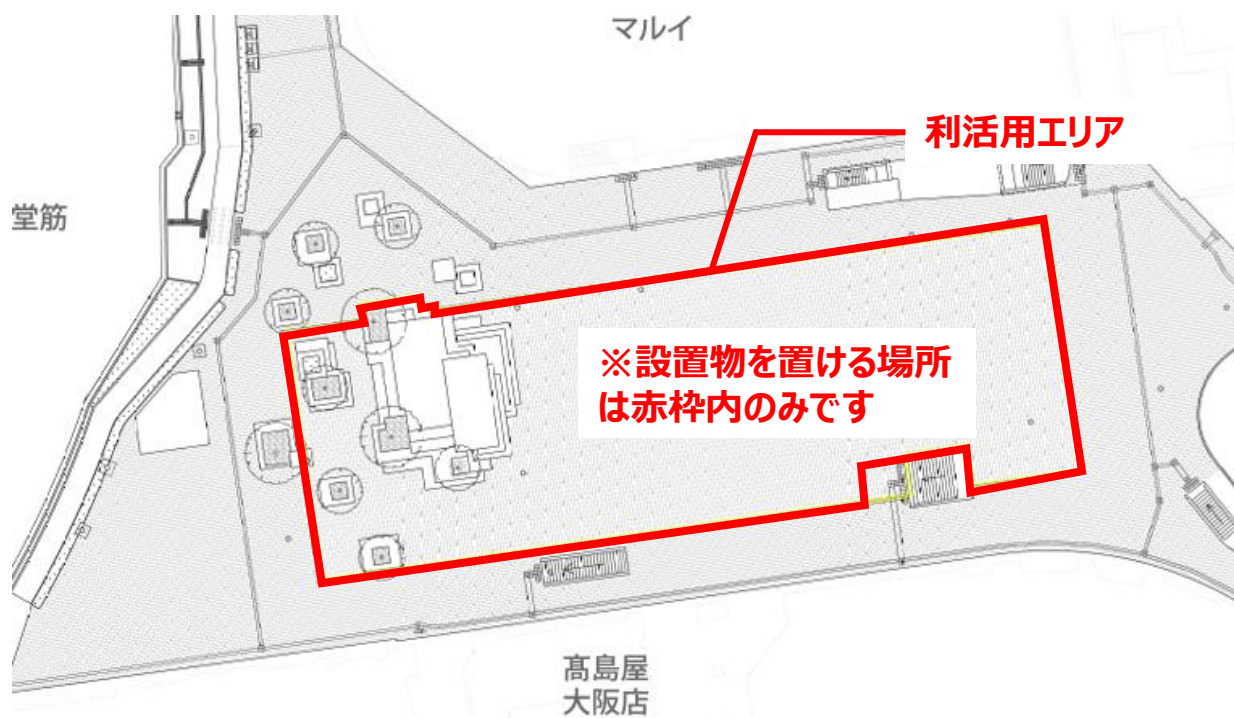 マルイ
利活用エリア
堂筋
※設置物を置ける場所
は赤枠内のみです
髙島屋
大阪店